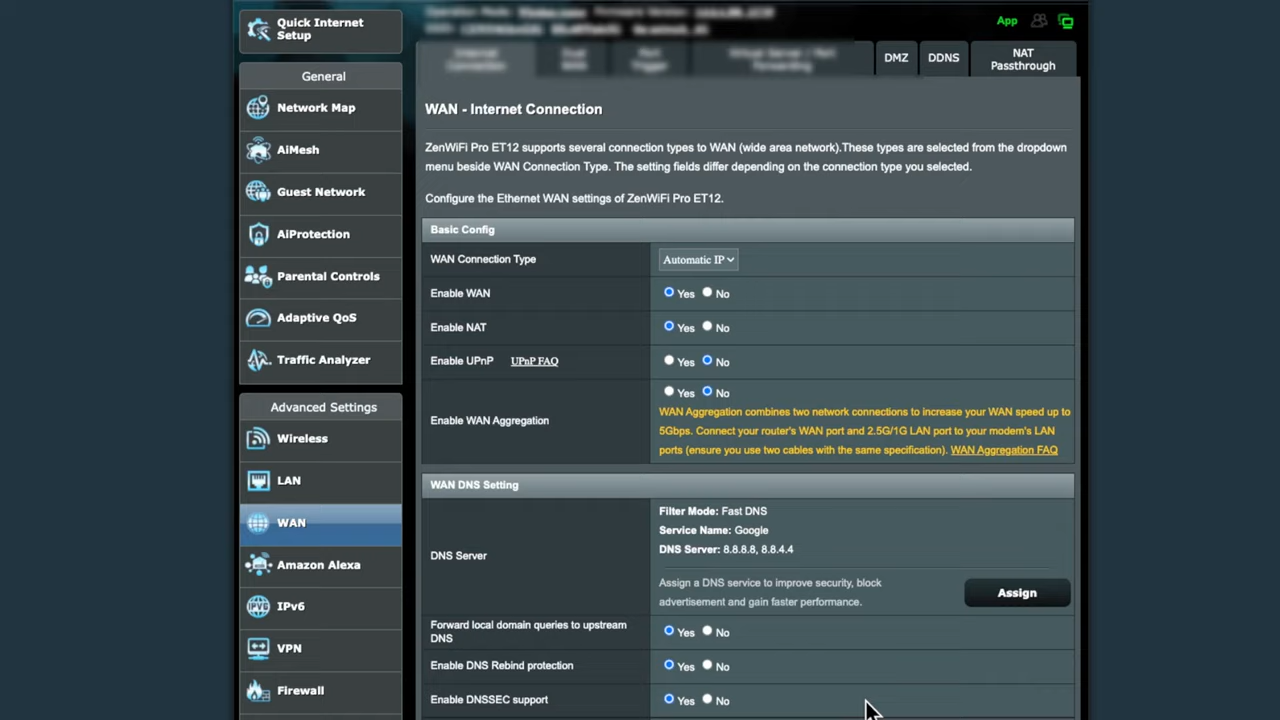 Quick Internet
Setup
General
Network Map
AiMesh
Guest Network
AiProtection
Parental Controls
Adaptive QoS
Traffic Analyzer
Advanced Settings
Wireless
LAN
WAN
Amazon Alexa
IPv6
VPN
Firewall
App
Internet
Connection
Dual
WAN
Port
Trigger
Virtual Server / Port
Forwarding
DMZ
DDNS
NAT
Passthrough
WAN - Internet Connection
ZenWiFi Pro ET12 supports several connection types to WAN (wide area network).These types are selected from the dropdown
menu beside WAN Connection Type. The setting fields differ depending on the connection type you selected.
Configure the Ethernet WAN settings of ZenWiFi Pro ET12.
Basic Config
WAN Connection Type
Automatic IP
Enable WAN
Yes No
Enable NAT
Yes No
Enable UPnP UPnP FAQ
Yes No
Enable WAN Aggregation
Yes No
WAN Aggregation combines two network connections to increase your WAN speed up to
5Gbps. Connect your router's WAN port and 2.5G/1G LAN port to your modem's LAN
ports (ensure you use two cables with the same specification). WAN Aggregation FAQ
WAN DNS Setting
DNS Server
Filter Mode: Fast DNS
Service Name: Google
DNS Server: 8.8.8.8, 8.8.4.4
Assign a DNS service to improve security, block
advertisement and gain faster performance.
Assign
Forward local domain queries to upstream
DNS
Yes No
Enable DNS Rebind protection
Yes No
Enable DNSSEC support
Yes No